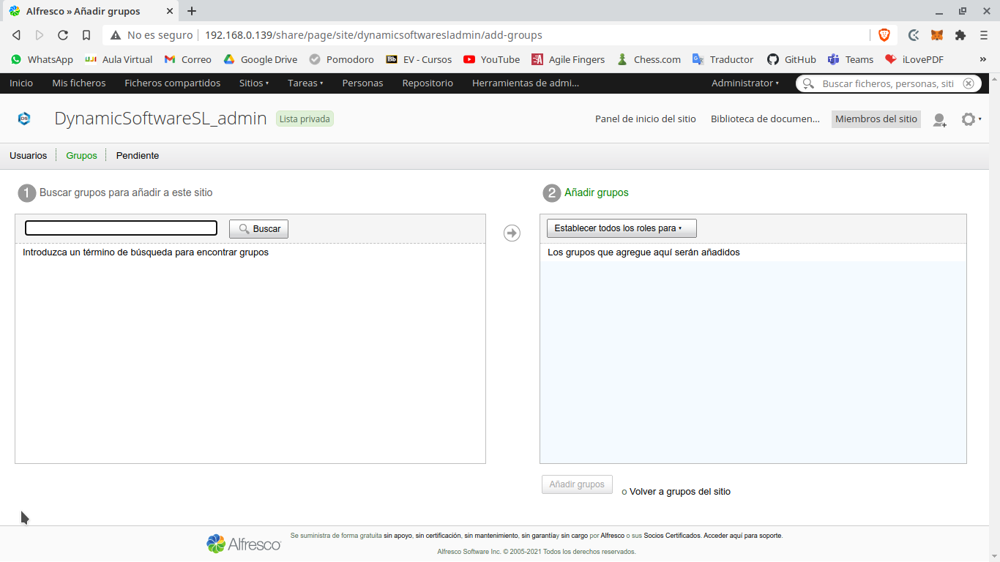 Alfresco » Añadir grupos
No es seguro 192.168.0.139/share/page/site/dynamicsoftwaresladmin/add-groups
WhatsApp Aula Virtual Correo Google Drive Pomodoro Bb EV - Cursos YouTube Agile Fingers Chess.com Traductor GitHub Teams iLovePDF »
Inicio Mis ficheros Ficheros compartidos Sitios Tareas Personas Repositorio Herramientas de admi... Administrator Buscar ficheros, personas, siti
DS DynamicSoftwareSL_admin Lista privada Panel de inicio del sitio Biblioteca de documen... Miembros del sitio
Usuarios Grupos Pendiente
1 Buscar grupos para añadir a este sitio
2 Añadir grupos
Buscar
Establecer todos los roles para
Introduzca un término de búsqueda para encontrar grupos
Los grupos que agregue aquí serán añadidos
Añadir grupos o Volver a grupos del sitio
Alfresco
Se suministra de forma gratuita sin apoyo, sin certificación, sin mantenimiento, sin garantíay sin cargo por Alfresco o sus Socios Certificados. Acceder aquí para soporte.
Alfresco Software Inc. © 2005-2021 Todos los derechos reservados.